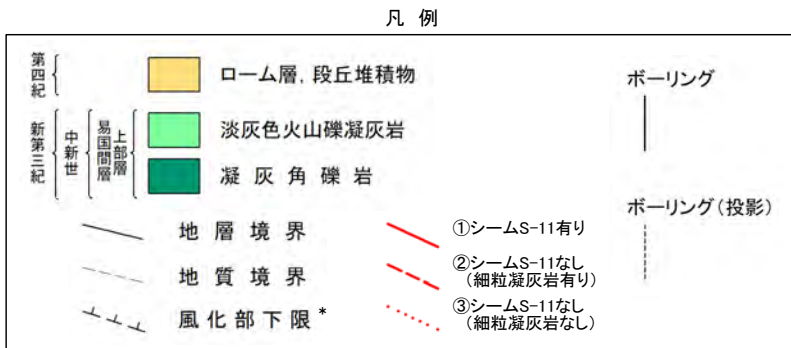 凡 例
第四紀
ローム層，段丘堆積物
新第三紀
中新世
易国間層
上部層
淡灰色火山礫凝灰岩
凝灰角礫岩
地層境界
地質境界
風化部下限*
①シームS-11有り
②シームS-11なし
（細粒凝灰岩有り）
③シームS-11なし
（細粒凝灰岩なし）
ボーリング
ボーリング（投影）